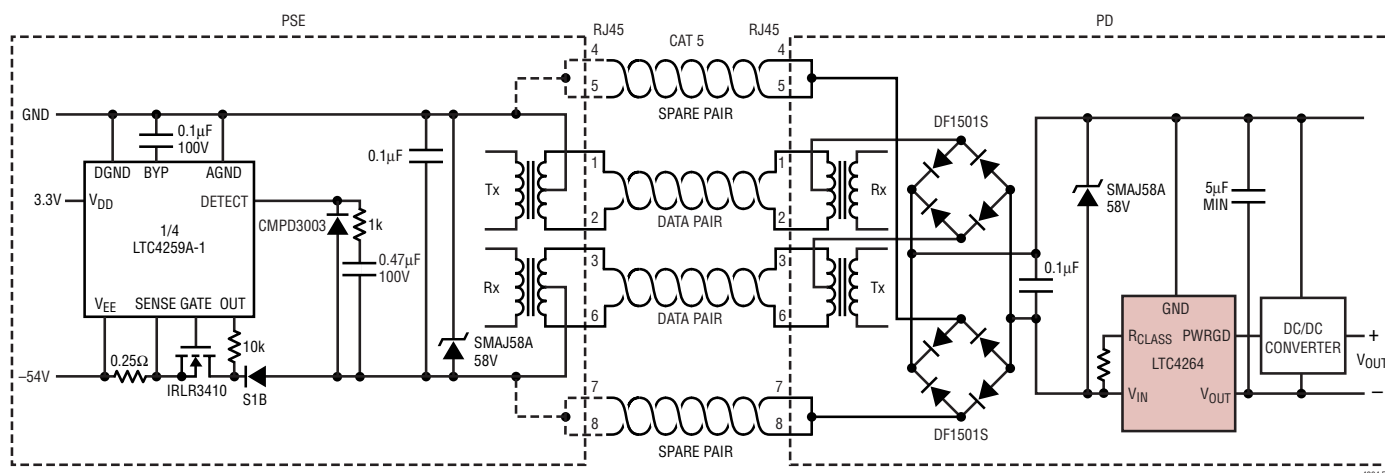 PSE
RJ45
CAT 5
RJ45
PD
4
5
SPARE PAIR
4
5
GND
0.1µF
100V
DGND
BYP
AGND
3.3V
VDD
DETECT
1/4
LTC4259A-1
CMPD3003
1k
0.47µF
100V
VEE
SENSE
GATE
OUT
0.25Ω
10k
–54V
IRLR3410
S1B
0.1µF
SMAJ58A
58V
Tx
1
2
DATA PAIR
1
2
Rx
Rx
3
6
DATA PAIR
3
6
Tx
7
8
SPARE PAIR
7
8
DF1501S
DF1501S
0.1µF
SMAJ58A
58V
5µF
MIN
GND
RCLASS
PWRGD
LTC4264
VIN
VOUT
DC/DC
CONVERTER
+
VOUT
–